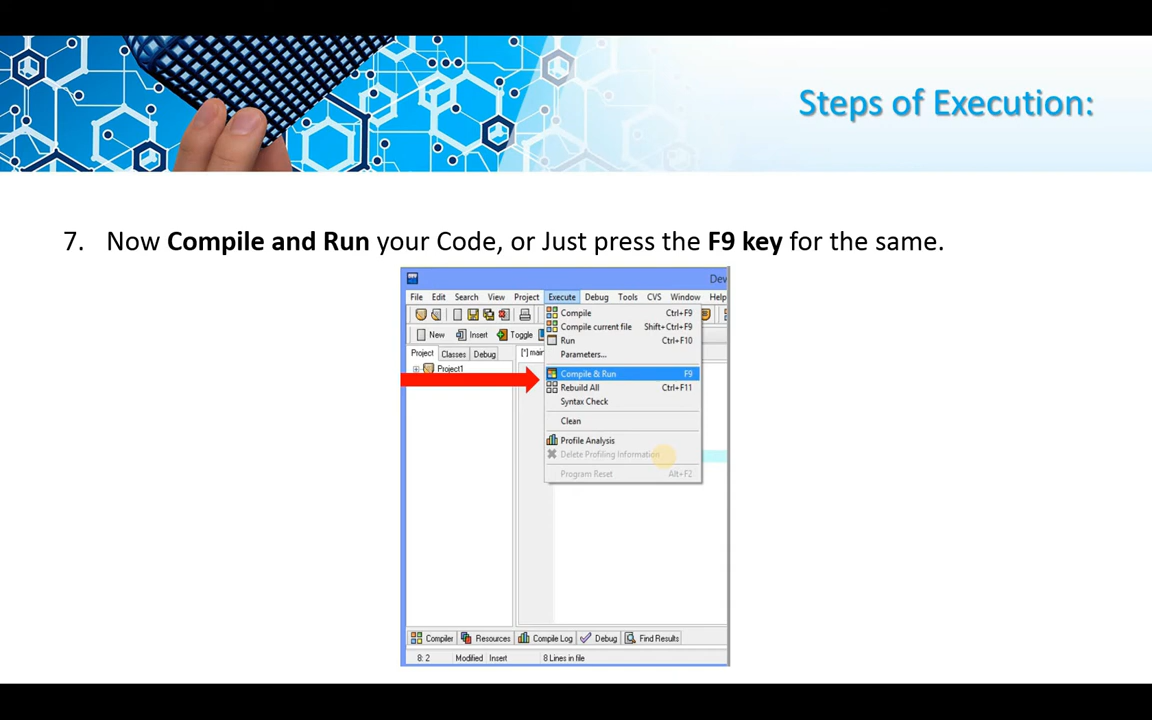 Steps of Execution:
7. Now Compile and Run your Code, or Just press the F9 key for the same.
Dev
File Edit Search View Project Execute Debug Tools CVS Window Help
New Insert Toggle
Project Classes Debug [*] main
Project1
Compile Ctrl+F9
Compile current file Shift+Ctrl+F9
Run Ctrl+F10
Parameters...
Compile & Run F9
Rebuild All Ctrl+F11
Syntax Check
Clean
Profile Analysis
Delete Profiling Information
Program Reset Alt+F2
Compiler Resources Compile Log Debug Find Results
8: 2 Modified Insert 8 Lines in file